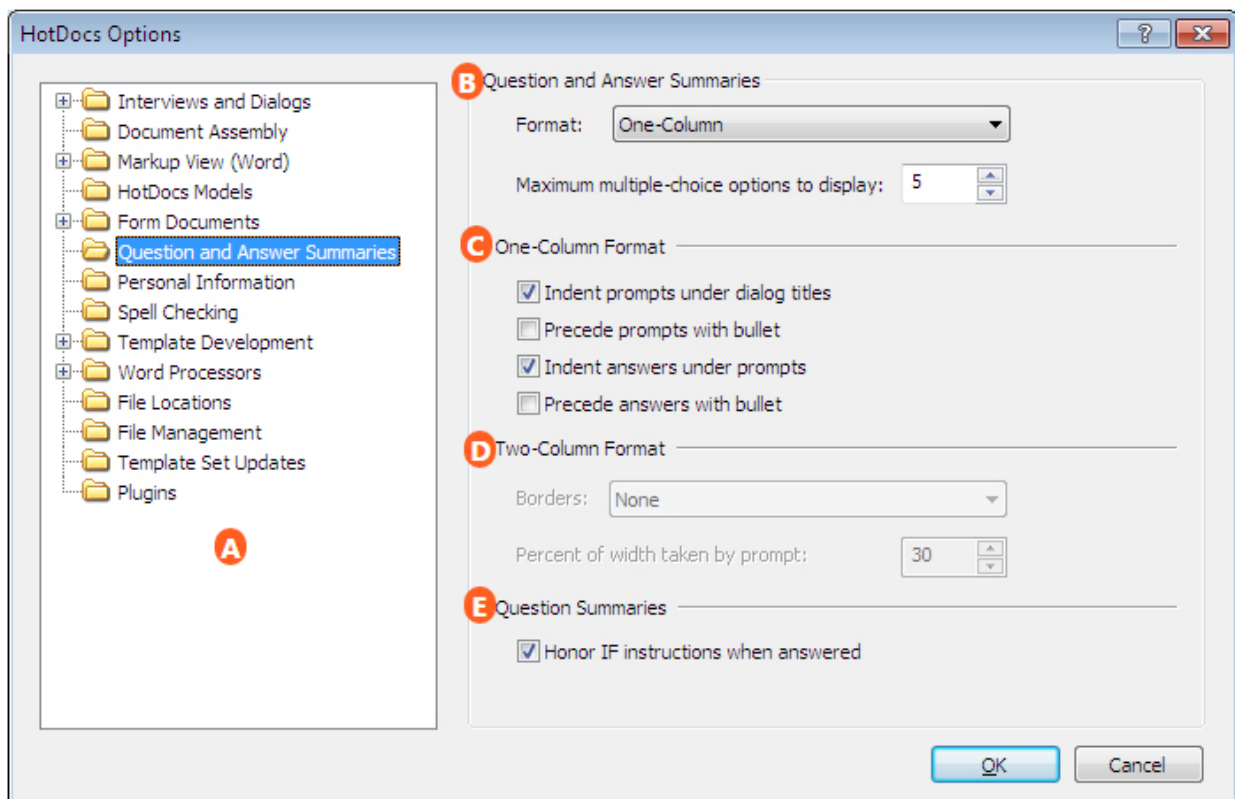 HotDocs Options
Interviews and Dialogs
Document Assembly
Markup View (Word)
HotDocs Models
Form Documents
Question and Answer Summaries
Personal Information
Spell Checking
Template Development
Word Processors
File Locations
File Management
Template Set Updates
Plugins
A
B Question and Answer Summaries
Format: One-Column
Maximum multiple-choice options to display: 5
C One-Column Format
Indent prompts under dialog titles
Precede prompts with bullet
Indent answers under prompts
Precede answers with bullet
D Two-Column Format
Borders: None
Percent of width taken by prompt: 30
E Question Summaries
Honor IF instructions when answered
OK Cancel